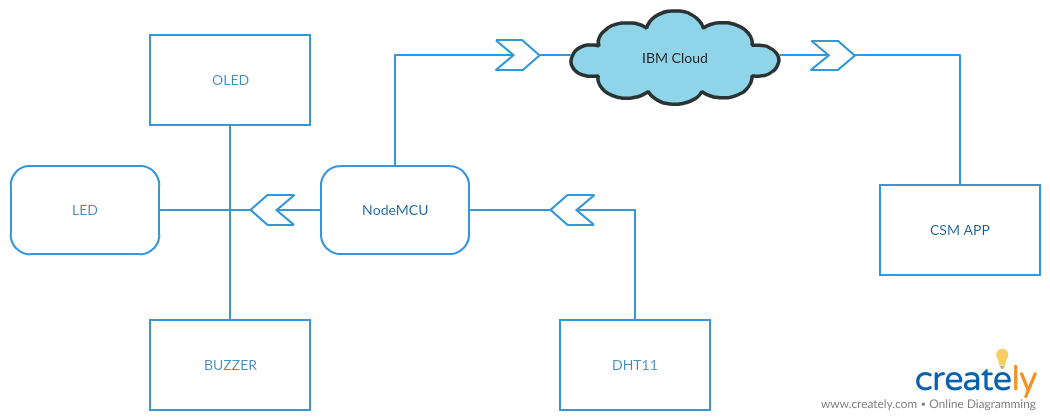 IBM Cloud
OLED
LED
NodeMCU
CSM APP
BUZZER
DHT11
creately
www.creately.com • Online Diagramming